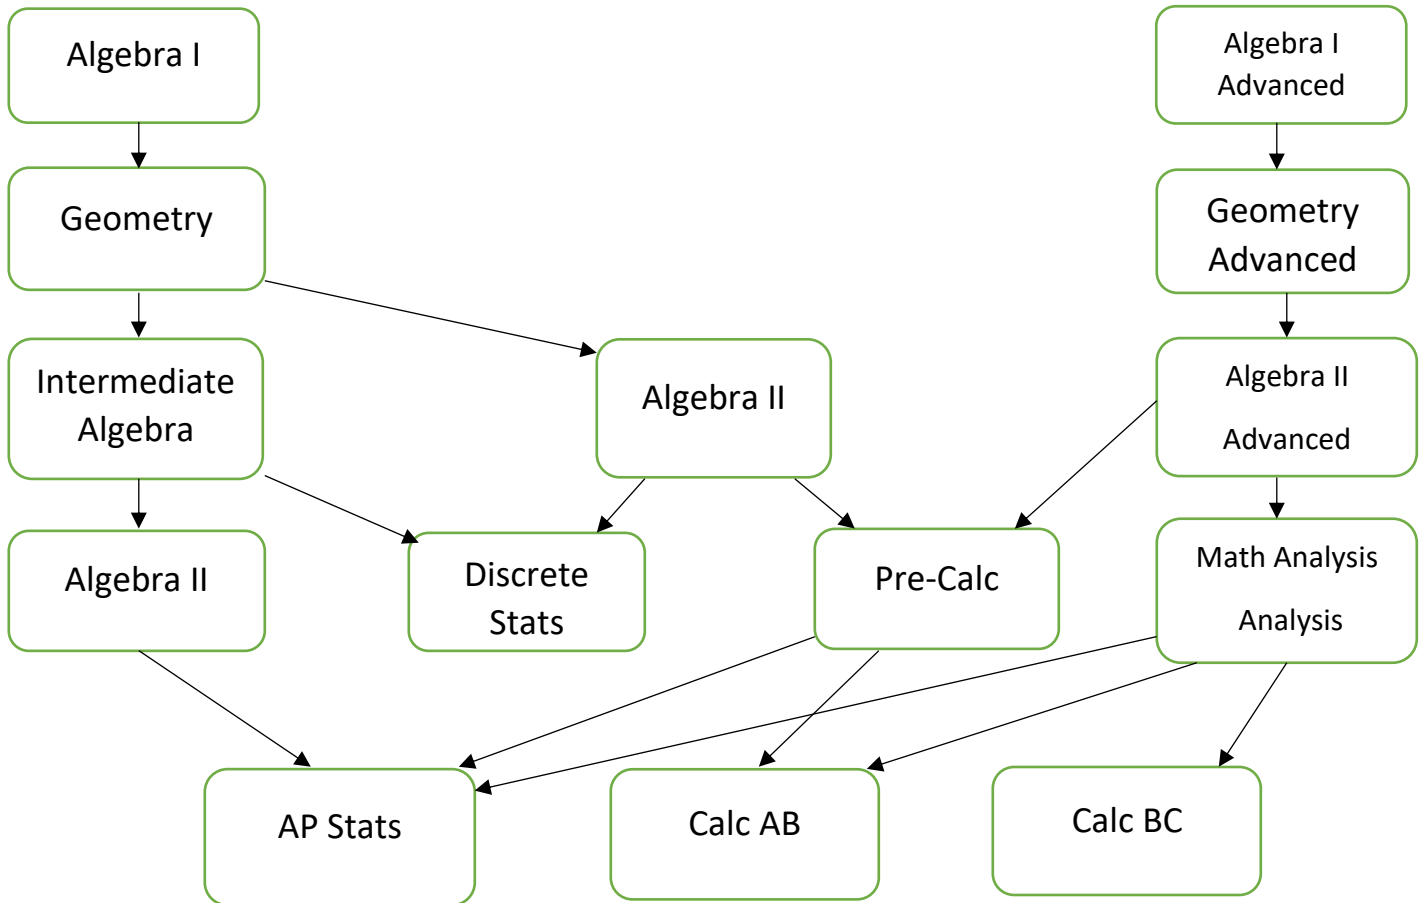 Algebra I
Algebra I
Advanced
Geometry
Geometry
Advanced
Intermediate
Algebra
Algebra II
Algebra II
Advanced
Algebra II
Discrete
Stats
Pre-Calc
Math Analysis
Analysis
AP Stats
Calc AB
Calc BC